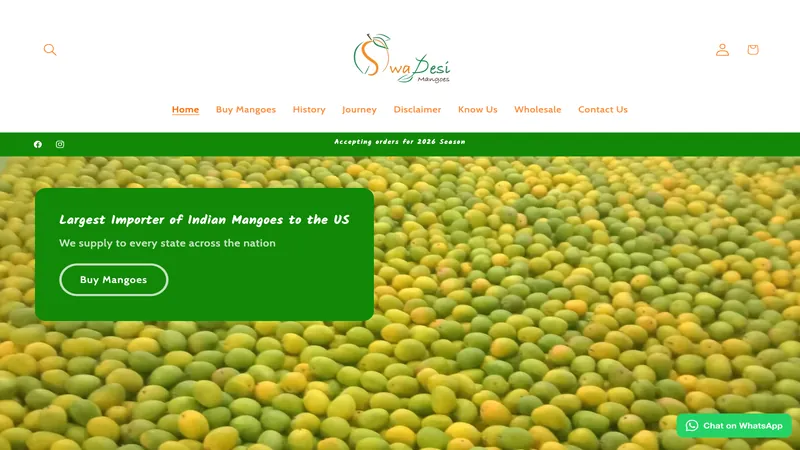 SwaDesi
Mangoes
Home Buy Mangoes History Journey Disclaimer Know Us Wholesale Contact Us
Accepting orders for 2026 Season
Largest Importer of Indian Mangoes to the US
We supply to every state across the nation
Buy Mangoes
Chat on WhatsApp